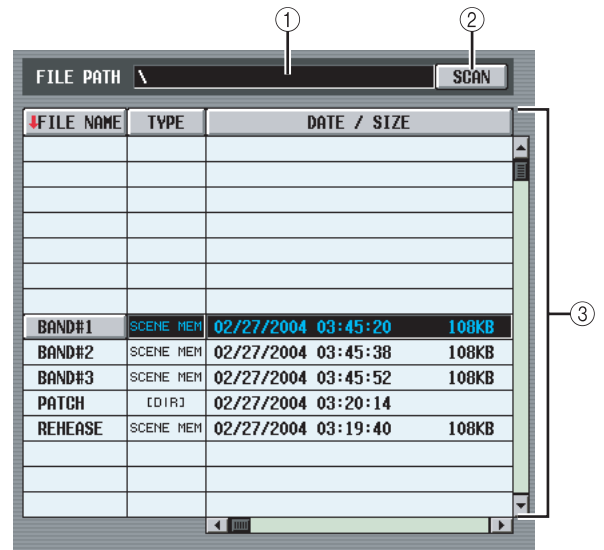 ① ②
FILE PATH \ SCAN
FILE NAME TYPE DATE / SIZE
BAND#1 SCENE MEM 02/27/2004 03:45:20 108KB
③
BAND#2 SCENE MEM 02/27/2004 03:45:38 108KB
BAND#3 SCENE MEM 02/27/2004 03:45:52 108KB
PATCH [DIR] 02/27/2004 03:20:14
REHEASE SCENE MEM 02/27/2004 03:19:40 108KB